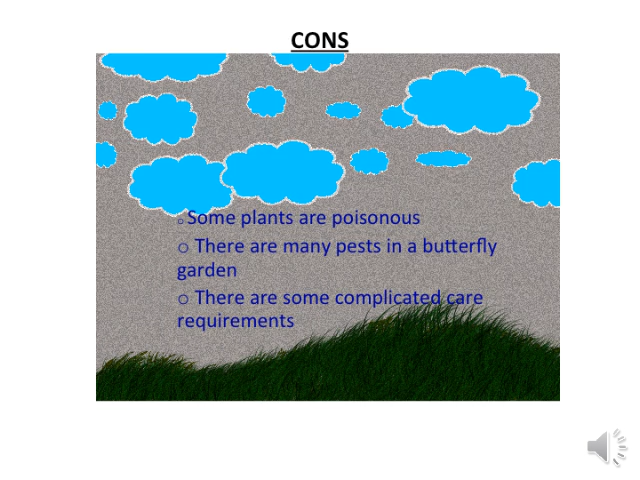 CONS
○ Some plants are poisonous
○ There are many pests in a butterfly
garden
○ There are some complicated care
requirements